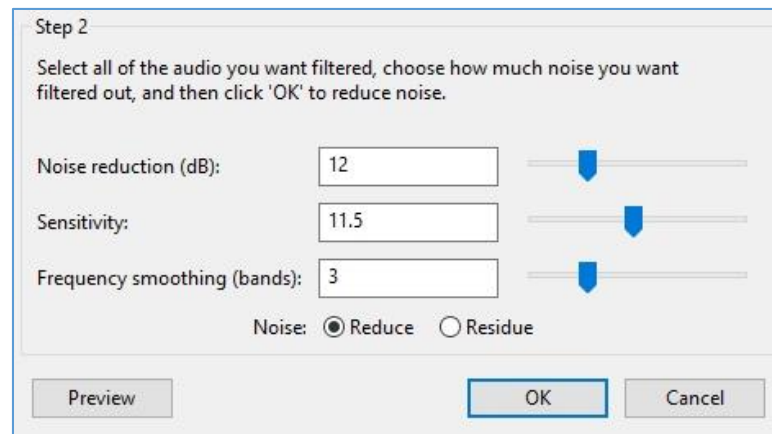 Step 2
Select all of the audio you want filtered, choose how much noise you want
filtered out, and then click 'OK' to reduce noise.
Noise reduction (dB): 12
Sensitivity: 11.5
Frequency smoothing (bands): 3
Noise: Reduce Residue
Preview OK Cancel